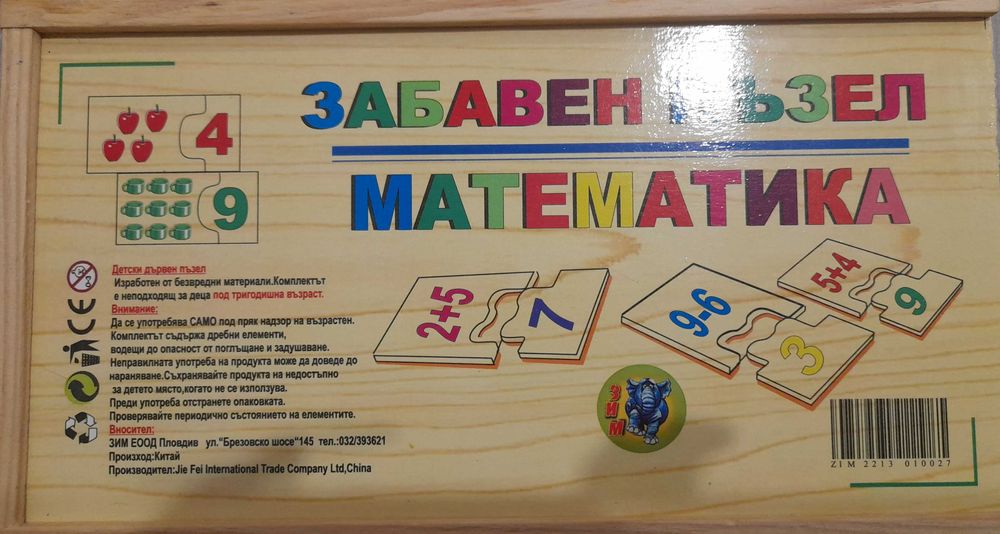 ЗАБАВЕН ПЪЗЕЛ
МАТЕМАТИКА
4
9
2+5 7
9-6 3
5+4 9
Детски дървен пъзел
Изработен от безвредни материали.Комплектът
е неподходящ за деца под тригодишна възраст.
Внимание:
Да се употребява САМО под пряк надзор на възрастен.
Комплектът съдържа дребни елементи,
водещи до опасност от поглъщане и задушаване.
Неправилната употреба на продукта може да доведе до
нараняване.Съхранявайте продукта на недостъпно
за детето място,когато не се използува.
Преди употреба отстранете опаковката.
Проверявайте периодично състоянието на елементите.
Вносител:
ЗИМ ЕООД Пловдив ул."Брезовско шосе"145 тел.:032/393621
Произход:Китай
Производител:Jie Fei International Trade Company Ltd,China
0-3
CE
ЗИМ
ZIM 2213 010027